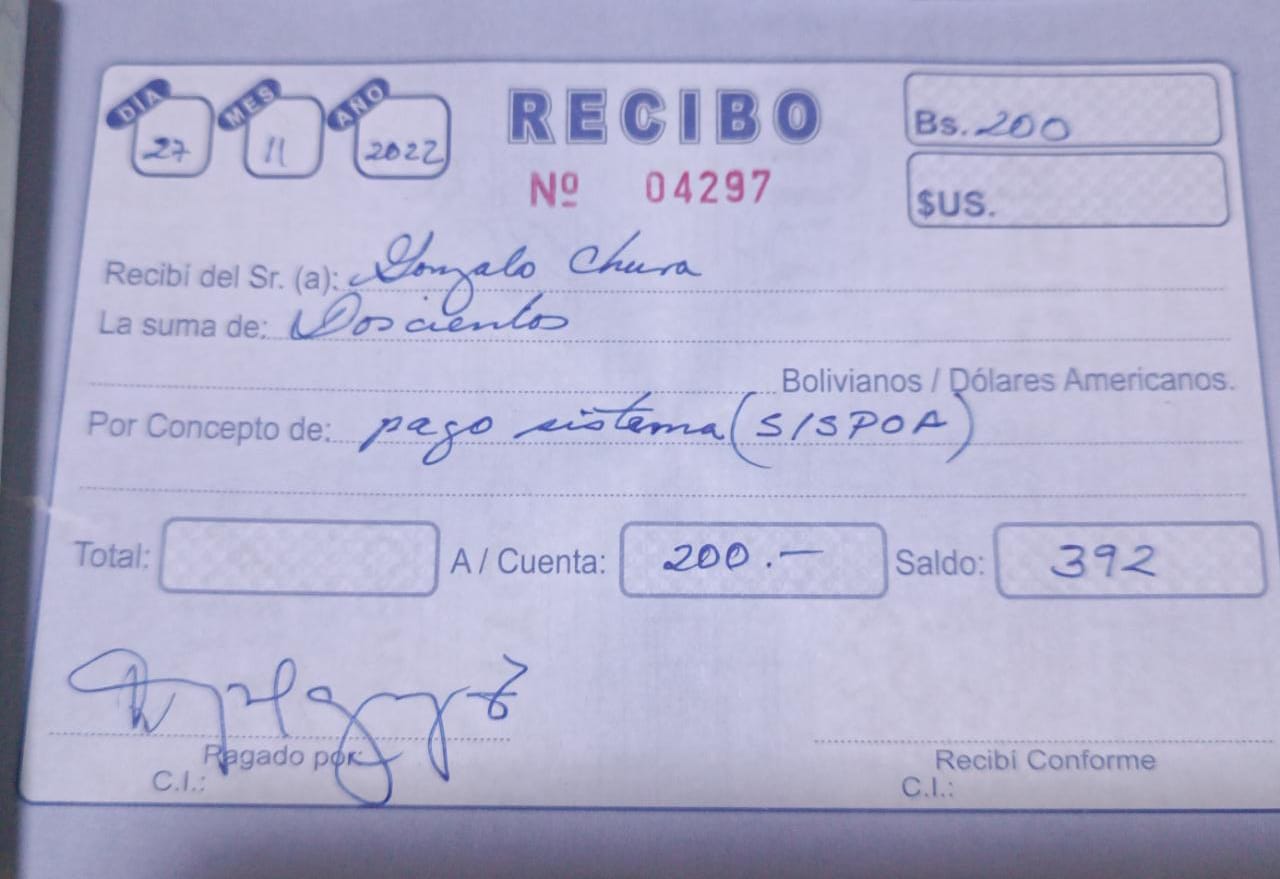 DIA 27 MES 11 AÑO 2022
RECIBO
Nº 04297
Bs. 200
$US.
Recibí del Sr. (a): Gonzalo Chura
La suma de: Doscientos
Bolivianos / Dólares Americanos.
Por Concepto de: pago sistema (SISPOA)
Total: A / Cuenta: 200.- Saldo: 392
Pagado por: Recibí Conforme
C.I.: C.I.: